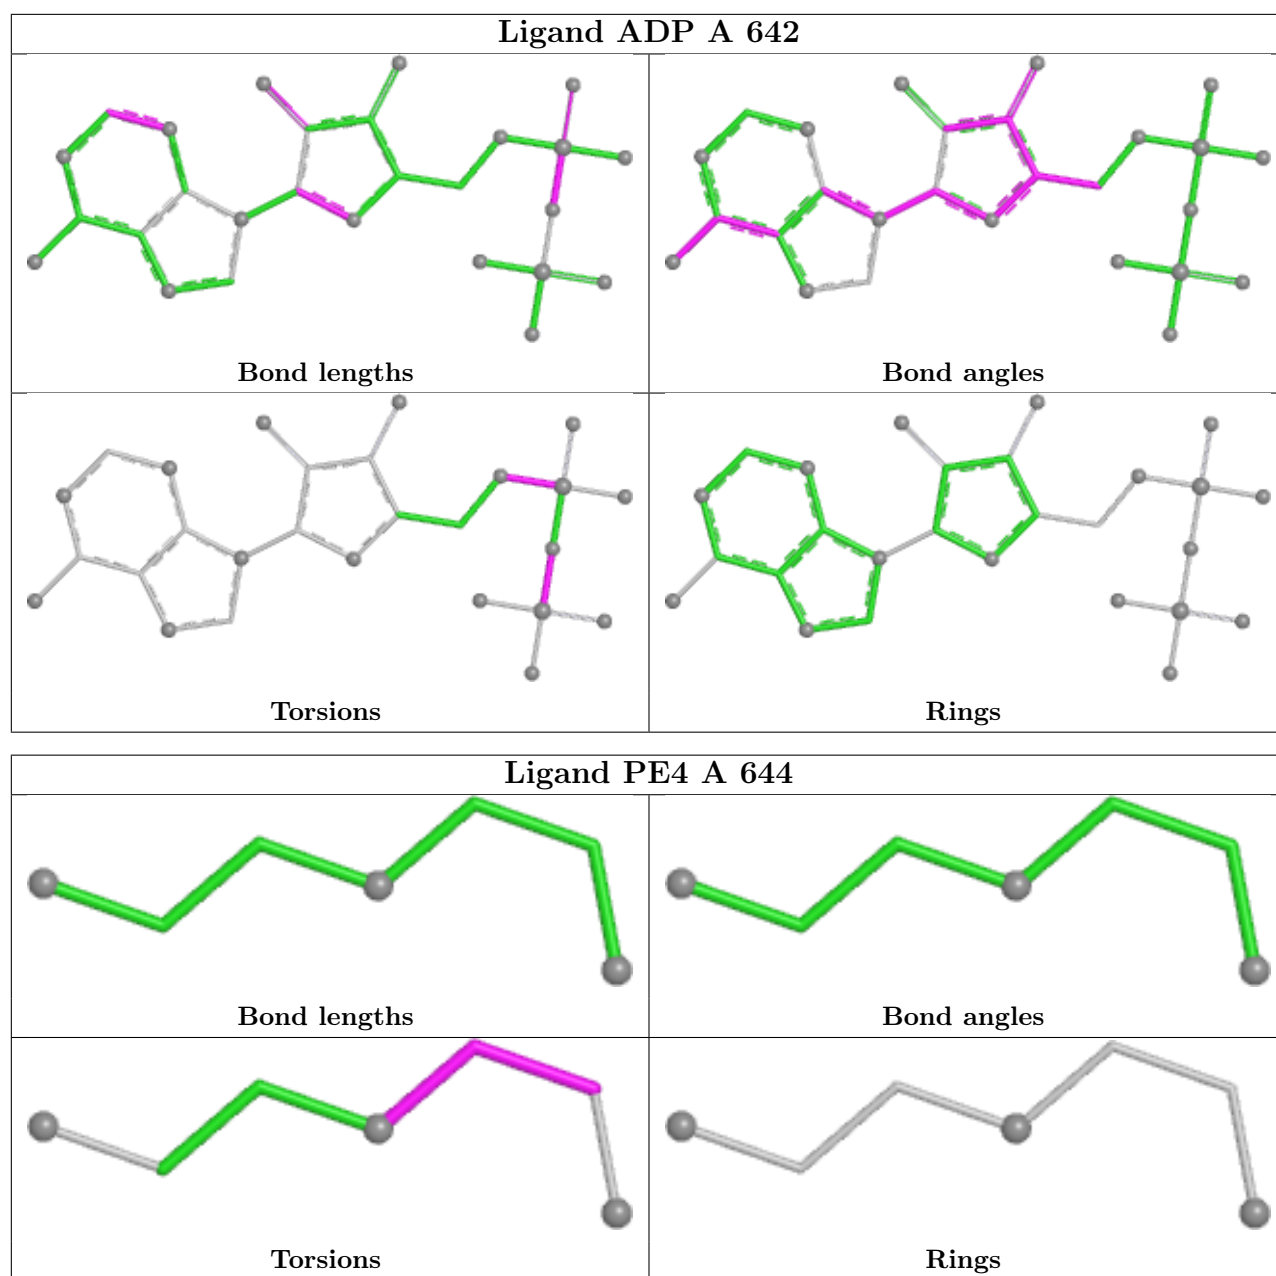 Ligand ADP A 642
Bond lengths
Bond angles
Torsions
Rings
Ligand PE4 A 644
Bond lengths
Bond angles
Torsions
Rings